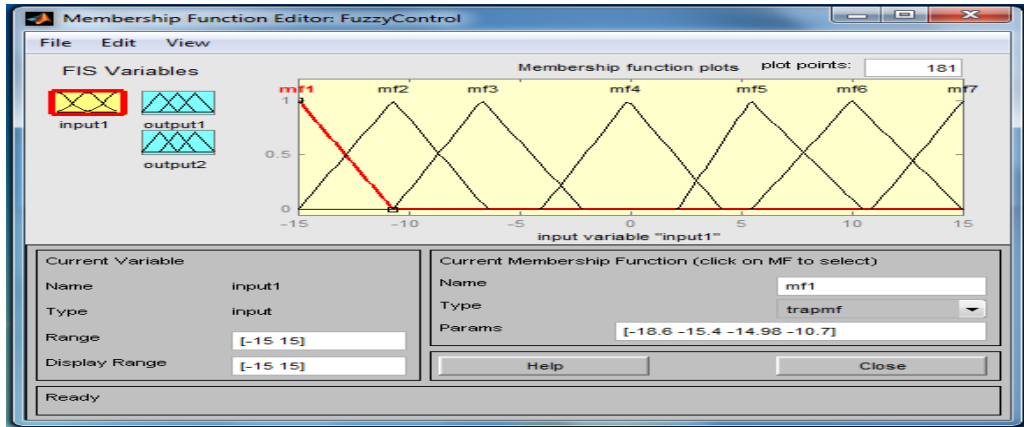 Membership Function Editor: FuzzyControl
File Edit View
FIS Variables
input1
output1
output2
Membership function plots plot points: 181
mf1 mf2 mf3 mf4 mf5 mf6 mf7
1
0.5
0
-15 -10 -5 0 5 10 15
input variable "input1"
Current Variable
Name input1
Type input
Range [-15 15]
Display Range [-15 15]
Current Membership Function (click on MF to select)
Name mf1
Type trapmf
Params [-18.6 -15.4 -14.98 -10.7]
Help Close
Ready